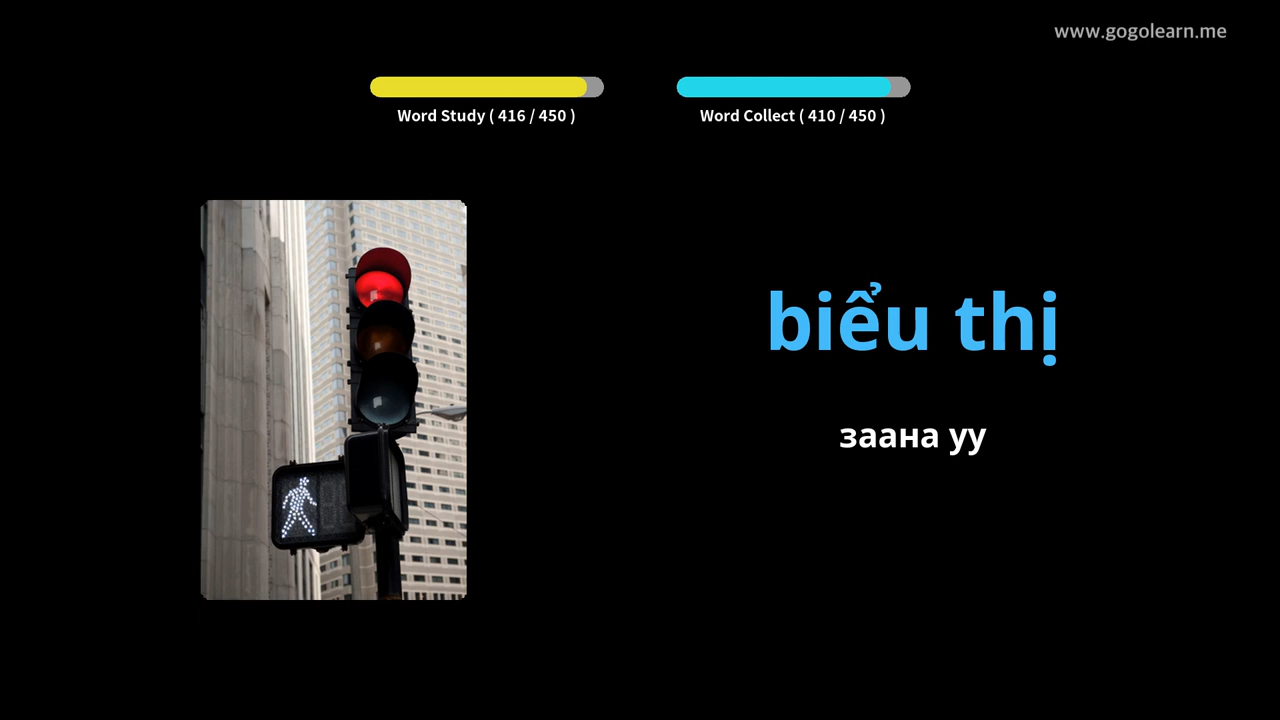 www.gogolearn.me
Word Study ( 416 / 450 )
Word Collect ( 410 / 450 )
biểu thị
заана уу